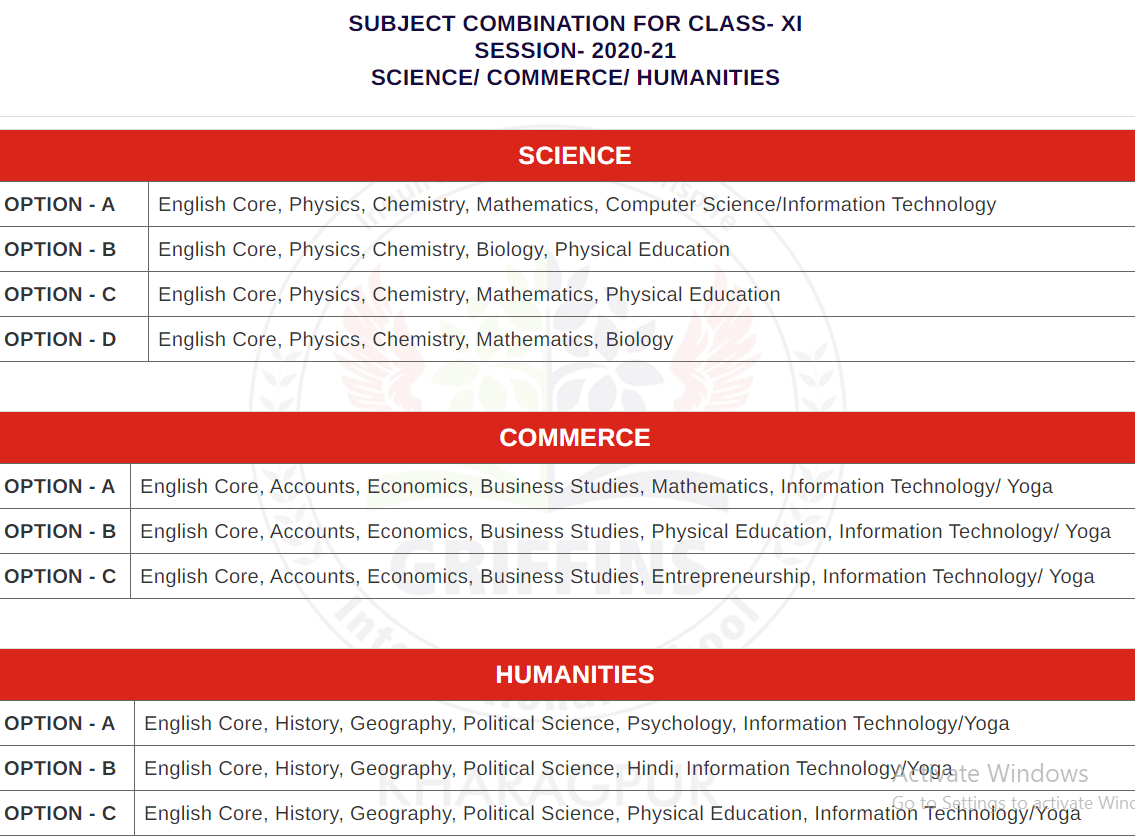 SUBJECT COMBINATION FOR CLASS- XI
SESSION- 2020-21
SCIENCE/ COMMERCE/ HUMANITIES
SCIENCE
OPTION - A English Core, Physics, Chemistry, Mathematics, Computer Science/Information Technology
OPTION - B English Core, Physics, Chemistry, Biology, Physical Education
OPTION - C English Core, Physics, Chemistry, Mathematics, Physical Education
OPTION - D English Core, Physics, Chemistry, Mathematics, Biology
COMMERCE
OPTION - A English Core, Accounts, Economics, Business Studies, Mathematics, Information Technology/ Yoga
OPTION - B English Core, Accounts, Economics, Business Studies, Physical Education, Information Technology/ Yoga
GRIFFINS
OPTION - C English Core, Accounts, Economics, Business Studies, Entrepreneurship, Information Technology/ Yoga
HUMANITIES
OPTION - A English Core, History, Geography, Political Science, Psychology, Information Technology/Yoga
OPTION - B English Core, History, Geography, Political Science, Hindi, Information Technology/Yoga
KHARAGPUR
Activate Windows
Go to Settings to activate Winc
OPTION - C English Core, History, Geography, Political Science, Physical Education, Information Technology/Yoga